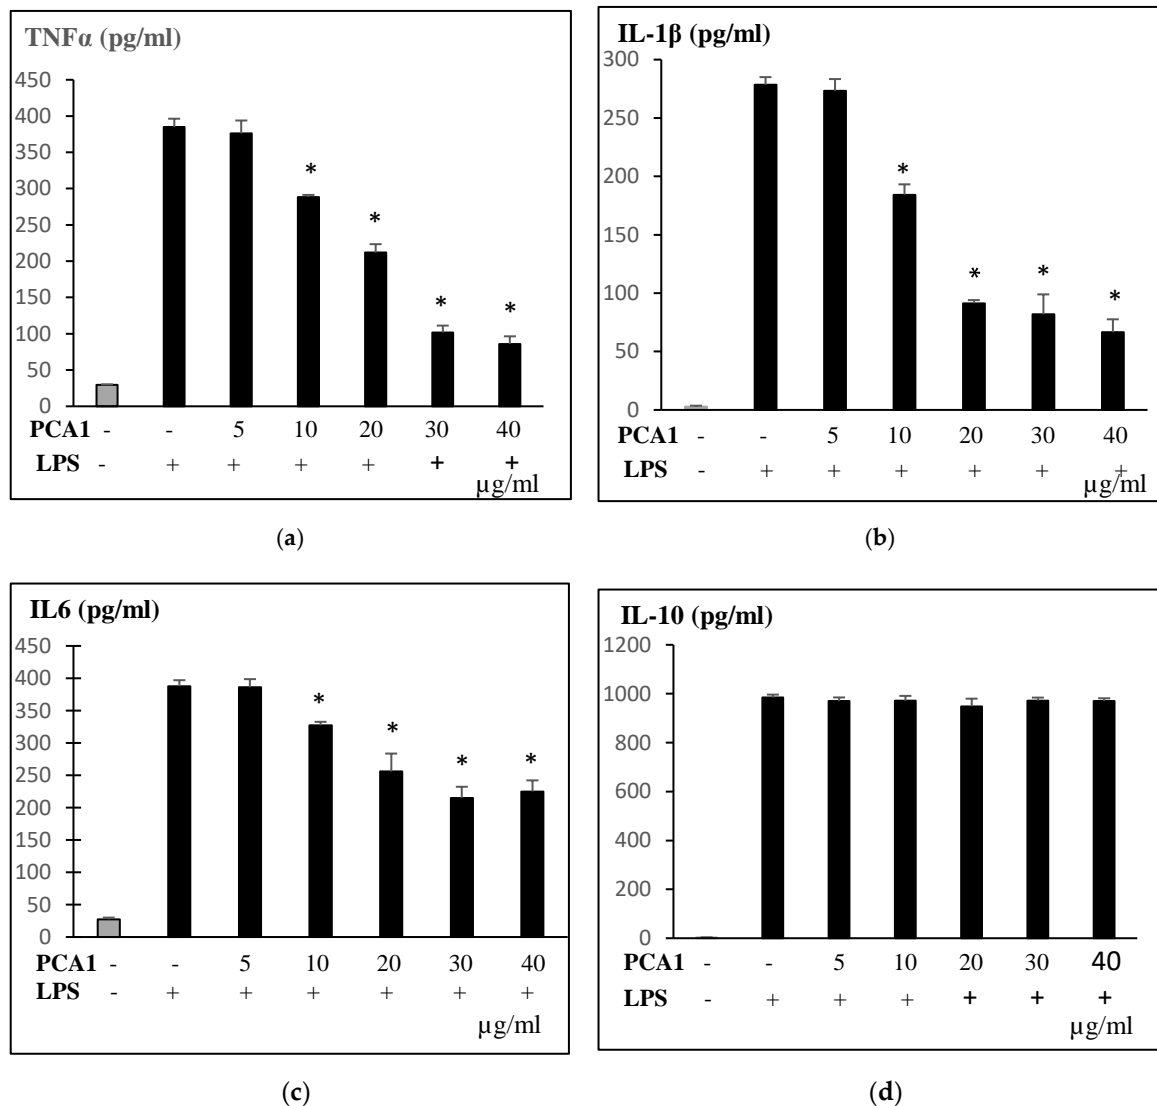 TNFα (pg/ml)
450
400
350
300
250
200
150
100
50
0
* * * *
PCA1 - - 5 10 20 30 40
LPS - + + + + + +
µg/ml
(a)
IL-1β (pg/ml)
300
250
200
150
100
50
0
* * * *
PCA1 - - 5 10 20 30 40
LPS - + + + + + +
µg/ml
(b)
IL6 (pg/ml)
450
400
350
300
250
200
150
100
50
0
* * * *
PCA1 - - 5 10 20 30 40
LPS - + + + + + +
µg/ml
(c)
IL-10 (pg/ml)
1200
1000
800
600
400
200
0
PCA1 - - 5 10 20 30 40
LPS - + + + + + +
µg/ml
(d)